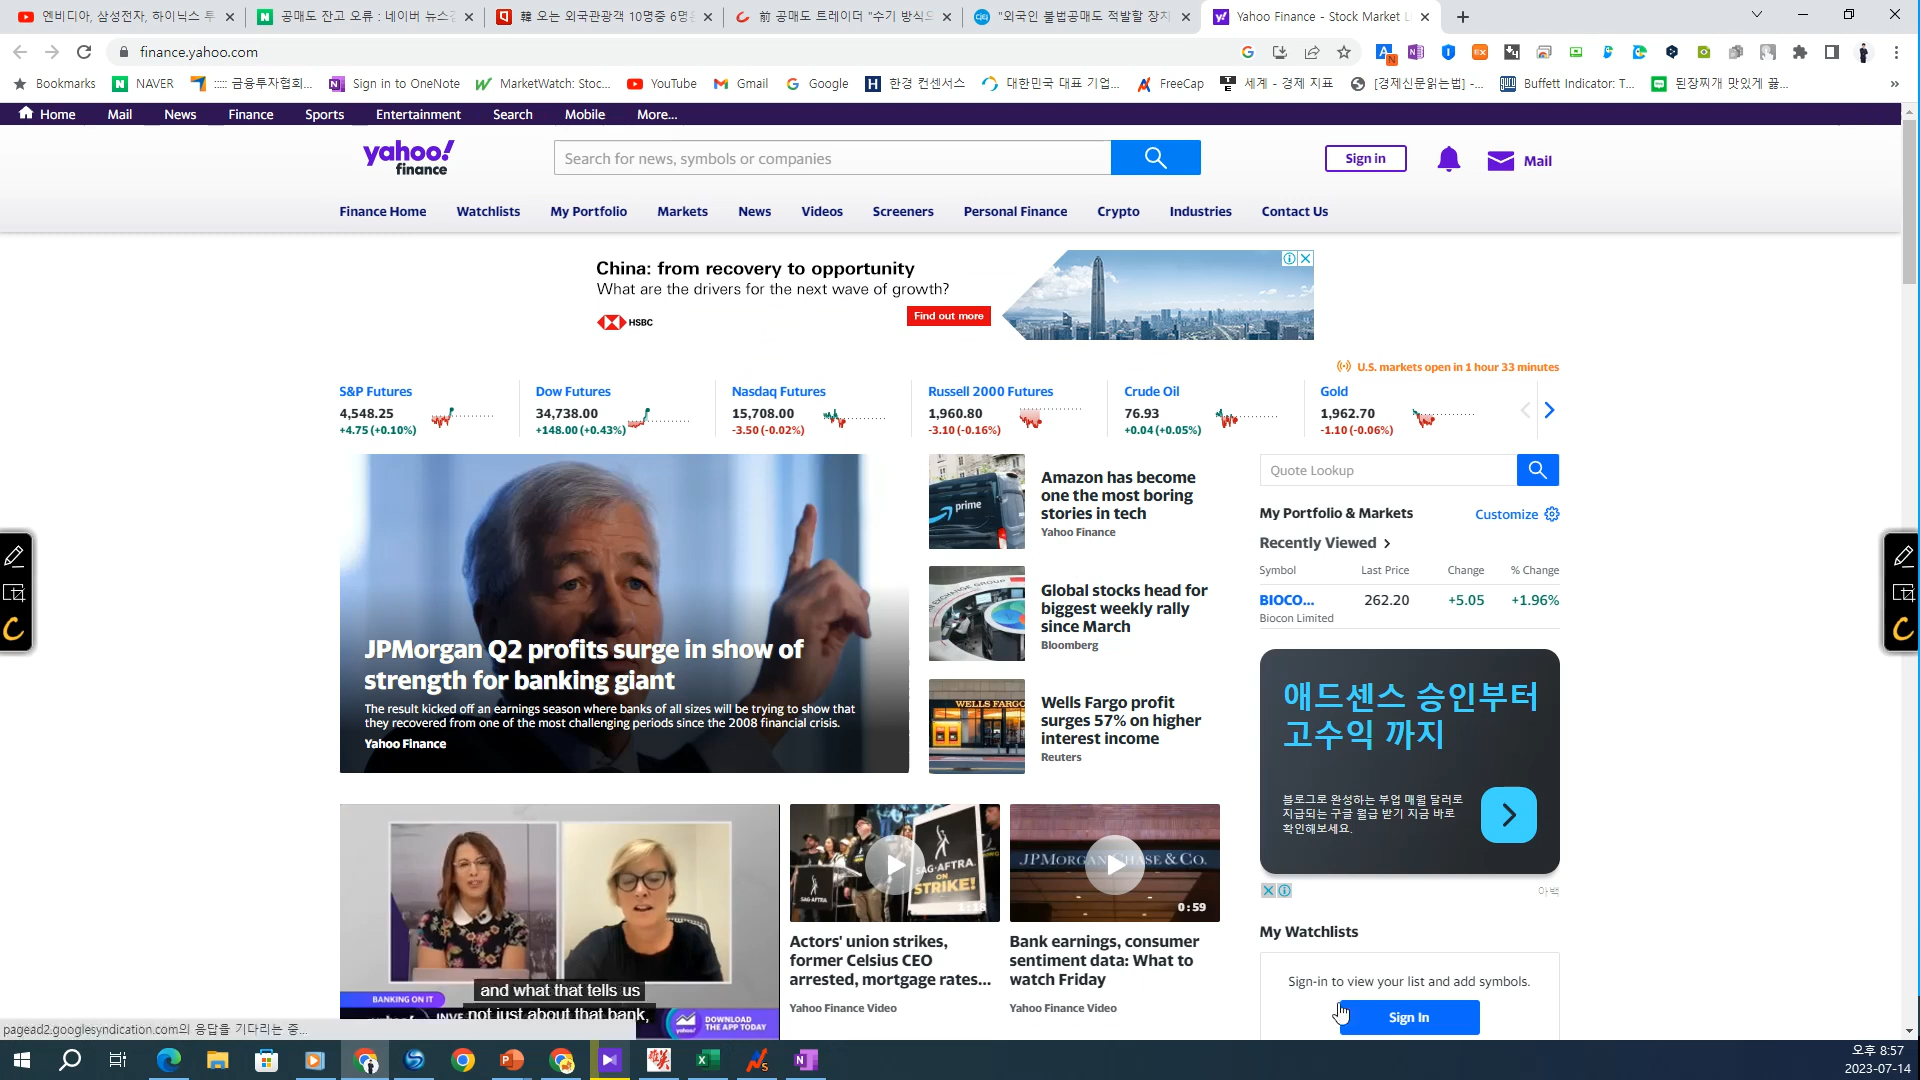 엔비디아, 삼성전자, 하이닉스 투
공매도 잔고 오류 : 네이버 뉴스
韓 오는 외국관광객 10명중 6명
前 공매도 트레이더 "수기 방식
"외국인 불법공매도 적발할 장치
Yahoo Finance - Stock Market L
finance.yahoo.com
Bookmarks
NAVER
::::: 금융투자협회...
Sign in to OneNote
MarketWatch: Stoc...
YouTube
Gmail
Google
한경 컨센서스
대한민국 대표 기업...
FreeCap
세계 - 경제 지표
[경제신문읽는법] -...
Buffett Indicator: T...
된장찌개 맛있게 끓...
Home
Mail
News
Finance
Sports
Entertainment
Search
Mobile
More...
yahoo!
finance
Search for news, symbols or companies
Sign in
Mail
Finance Home
Watchlists
My Portfolio
Markets
News
Videos
Screeners
Personal Finance
Crypto
Industries
Contact Us
China: from recovery to opportunity
What are the drivers for the next wave of growth?
HSBC
Find out more
U.S. markets open in 1 hour 33 minutes
S&P Futures
4,548.25
+4.75 (+0.10%)
Dow Futures
34,738.00
+148.00 (+0.43%)
Nasdaq Futures
15,708.00
-3.50 (-0.02%)
Russell 2000 Futures
1,960.80
-3.10 (-0.16%)
Crude Oil
76.93
+0.04 (+0.05%)
Gold
1,962.70
-1.10 (-0.06%)
JPMorgan Q2 profits surge in show of
strength for banking giant
The result kicked off an earnings season where banks of all sizes will be trying to show that
they recovered from one of the most challenging periods since the 2008 financial crisis.
Yahoo Finance
prime
Amazon has become
one the most boring
stories in tech
Yahoo Finance
Global stocks head for
biggest weekly rally
since March
Bloomberg
WELLS FARGO
Wells Fargo profit
surges 57% on higher
interest income
Reuters
Quote Lookup
My Portfolio & Markets
Customize
Recently Viewed
Symbol
Last Price
Change
% Change
BIOCO...
262.20
+5.05
+1.96%
Biocon Limited
애드센스 승인부터
고수익 까지
블로그로 완성하는 부업 매월 달러로
지급되는 구글 월급 받기 지금 바로
확인해보세요.
아백
My Watchlists
Sign-in to view your list and add symbols.
Sign In
BANKING ON IT
and what that tells us
not just about that bank,
DOWNLOAD
THE APP TODAY
SAG-AFTRA
ON
STRIKE!
Actors' union strikes,
former Celsius CEO
arrested, mortgage rates...
Yahoo Finance Video
JPMORGAN CHASE & CO.
0:59
Bank earnings, consumer
sentiment data: What to
watch Friday
Yahoo Finance Video
pagead2.googlesyndication.com의 응답을 기다리는 중...
오후 8:57
2023-07-14